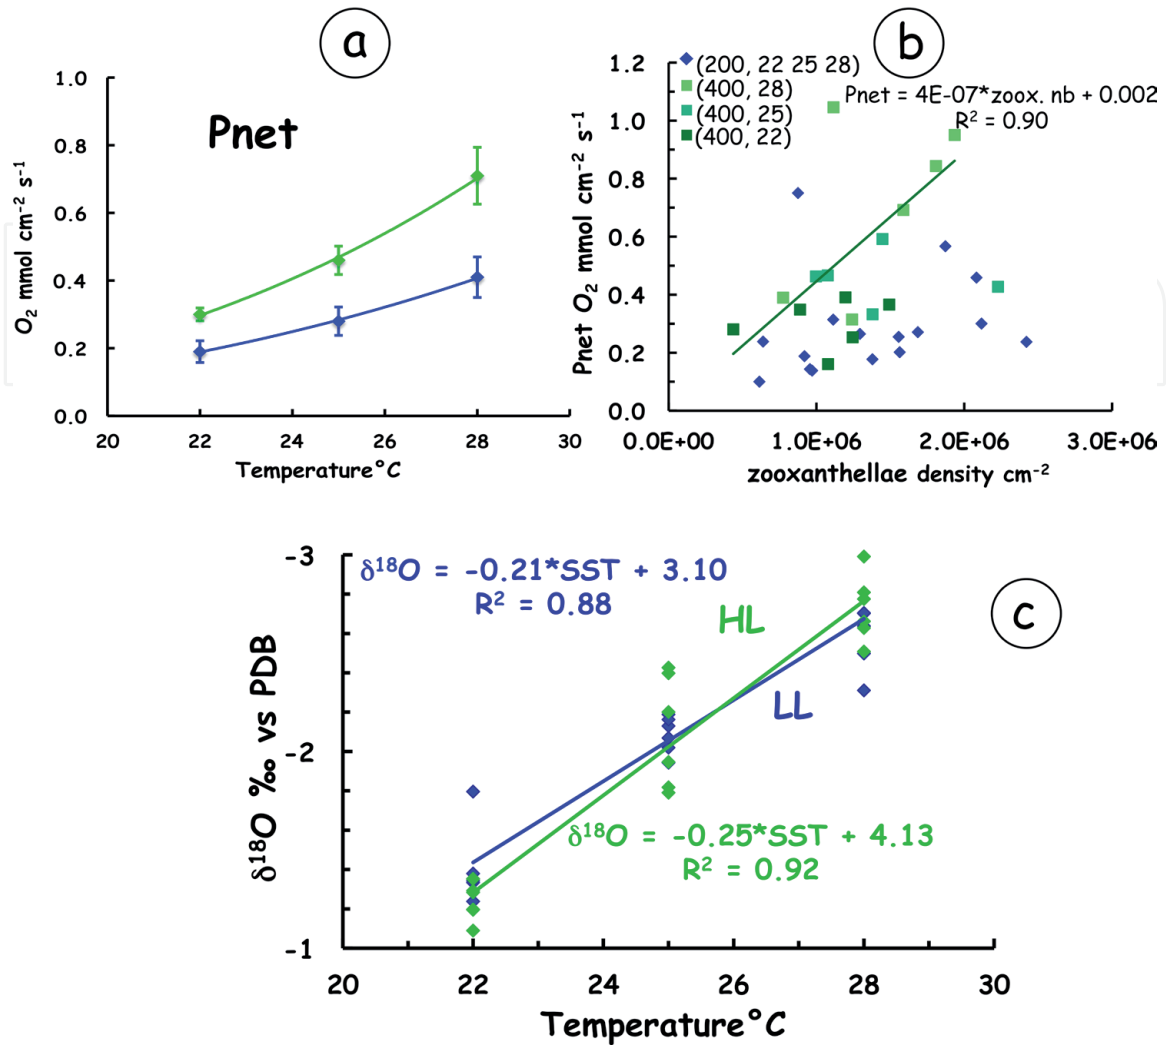 a
Pnet
O₂ mmol cm⁻² s⁻¹
1.0
0.8
0.6
0.4
0.2
0.0
20 22 24 26 28 30
Temperature°C
b
(200, 22 25 28)
(400, 28)
(400, 25)
(400, 22)
Pnet = 4E-07*zoox. nb + 0.002
R² = 0.90
Pnet O₂ mmol cm⁻² s⁻¹
1.2
1.0
0.8
0.6
0.4
0.2
0.0
0.0E+00 1.0E+06 2.0E+06 3.0E+06
zooxanthellae density cm⁻²
c
δ¹⁸O = -0.21*SST + 3.10
R² = 0.88
HL
LL
δ¹⁸O = -0.25*SST + 4.13
R² = 0.92
δ¹⁸O ‰ vs PDB
-3
-2
-1
20 22 24 26 28 30
Temperature°C